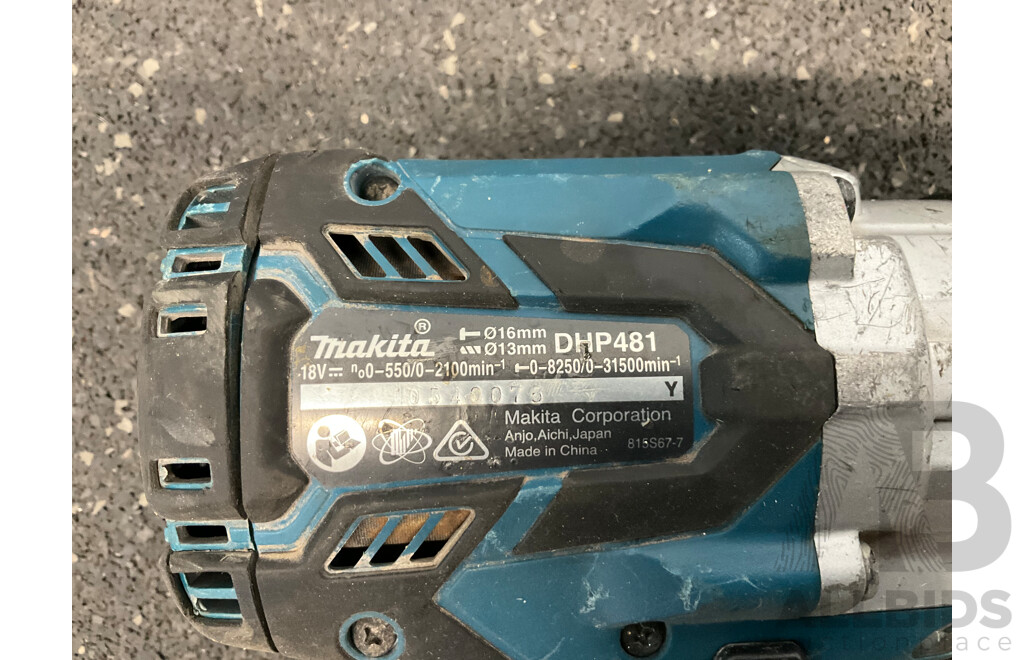 makita® Ø16mm
Ø13mm DHP481
18V n₀0-550/0-2100min⁻¹ 0-8250/0-31500min⁻¹
Y
Makita Corporation
Anjo,Aichi,Japan
Made in China 815S67-7
B